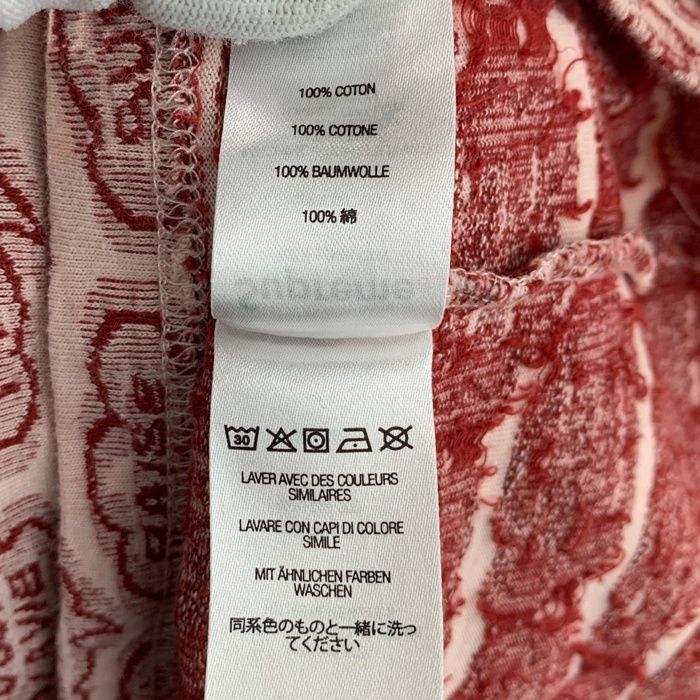 100% COTON
100% COTONE
100% BAUMWOLLE
100% 綿
Supreme
30
LAVER AVEC DES COULEURS
SIMILAIRES
LAVARE CON CAPI DI COLORE
SIMILE
MIT ÄHNLICHEN FARBEN
WASCHEN
同系色のものと一緒に洗っ
てください